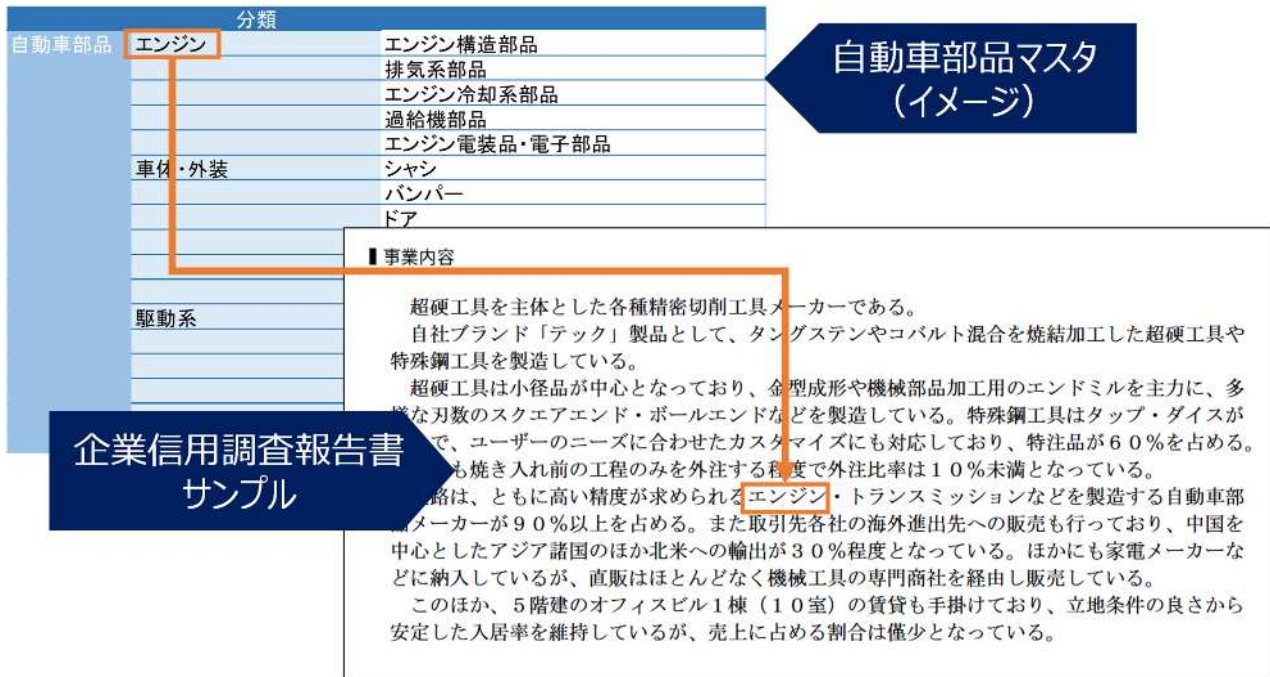 分類
自動車部品 エンジン エンジン構造部品
排気系部品
エンジン冷却系部品
過給機部品
エンジン電装品・電子部品
車体・外装 シャシ
バンパー
ドア
駆動系
自動車部品マスタ
（イメージ）
企業信用調査報告書
サンプル
▌事業内容
超硬工具を主体とした各種精密切削工具メーカーである。
自社ブランド「テック」製品として、タングステンやコバルト混合を焼結加工した超硬工具や
特殊鋼工具を製造している。
超硬工具は小径品が中心となっており、金型成形や機械部品加工用のエンドミルを主力に、多
様な刃数のスクエアエンド・ボールエンドなどを製造している。特殊鋼工具はタップ・ダイスが
で、ユーザーのニーズに合わせたカスタマイズにも対応しており、特注品が６０％を占める。
も焼き入れ前の工程のみを外注する程度で外注比率は１０％未満となっている。
路は、ともに高い精度が求められるエンジン・トランスミッションなどを製造する自動車部
メーカーが９０％以上を占める。また取引先各社の海外進出先への販売も行っており、中国を
中心としたアジア諸国のほか北米への輸出が３０％程度となっている。ほかにも家電メーカーな
どに納入しているが、直販はほとんどなく機械工具の専門商社を経由し販売している。
このほか、５階建のオフィスビル１棟（１０室）の賃貸も手掛けており、立地条件の良さから
安定した入居率を維持しているが、売上に占める割合は僅少となっている。